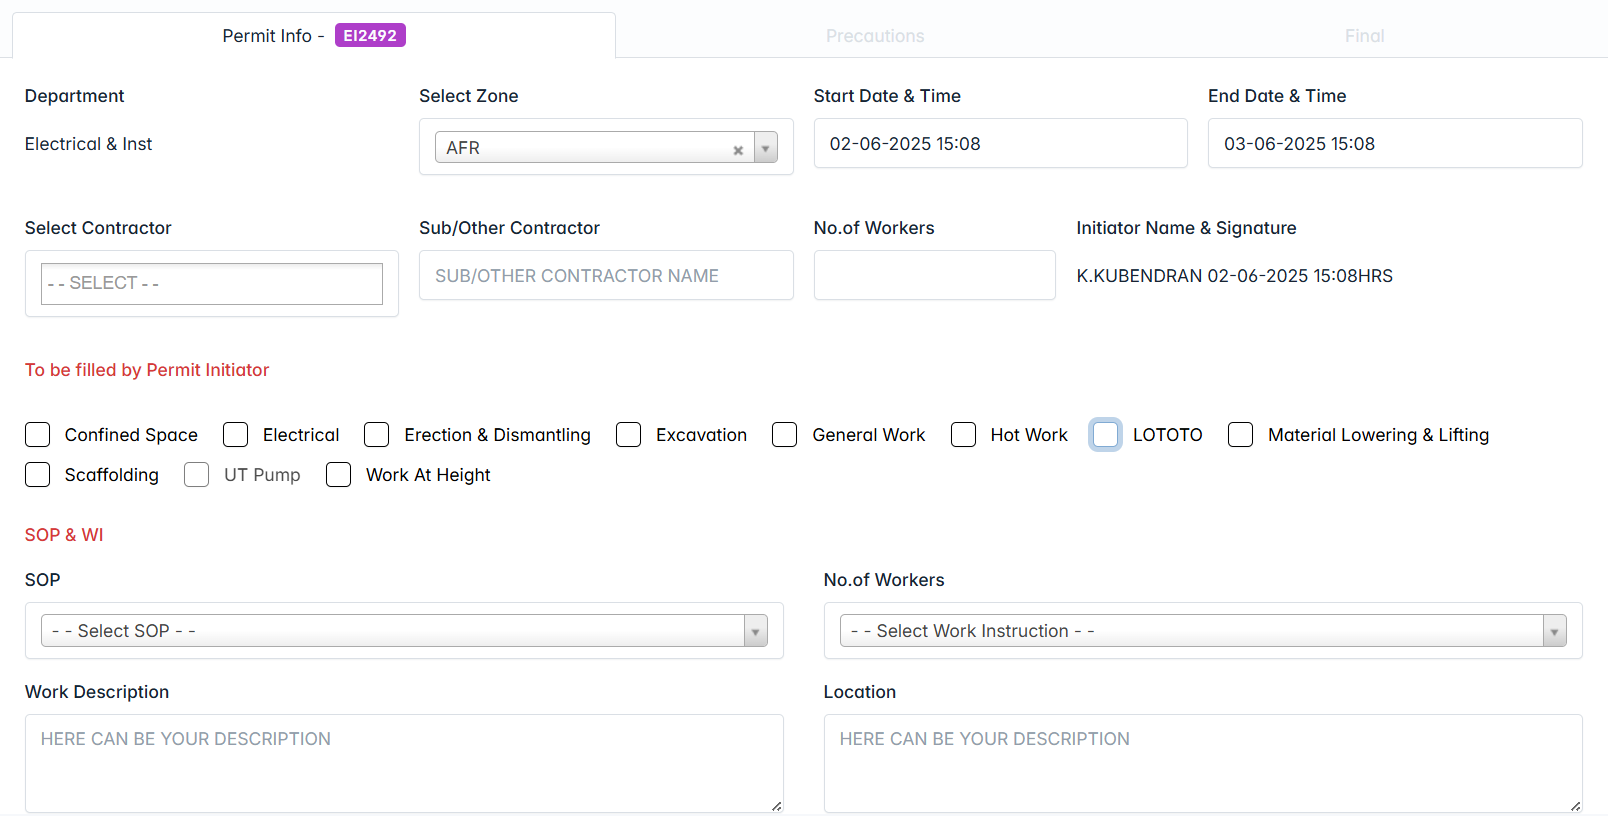 Permit Info - EI2492 Precautions Final
Department Select Zone Start Date & Time End Date & Time
Electrical & Inst AFR 02-06-2025 15:08 03-06-2025 15:08
Select Contractor Sub/Other Contractor No.of Workers Initiator Name & Signature
- - SELECT - - SUB/OTHER CONTRACTOR NAME K.KUBENDRAN 02-06-2025 15:08HRS
To be filled by Permit Initiator
Confined Space Electrical Erection & Dismantling Excavation General Work Hot Work LOTOTO Material Lowering & Lifting
Scaffolding UT Pump Work At Height
SOP & WI
SOP No.of Workers
- - Select SOP - - - - Select Work Instruction - -
Work Description Location
HERE CAN BE YOUR DESCRIPTION HERE CAN BE YOUR DESCRIPTION